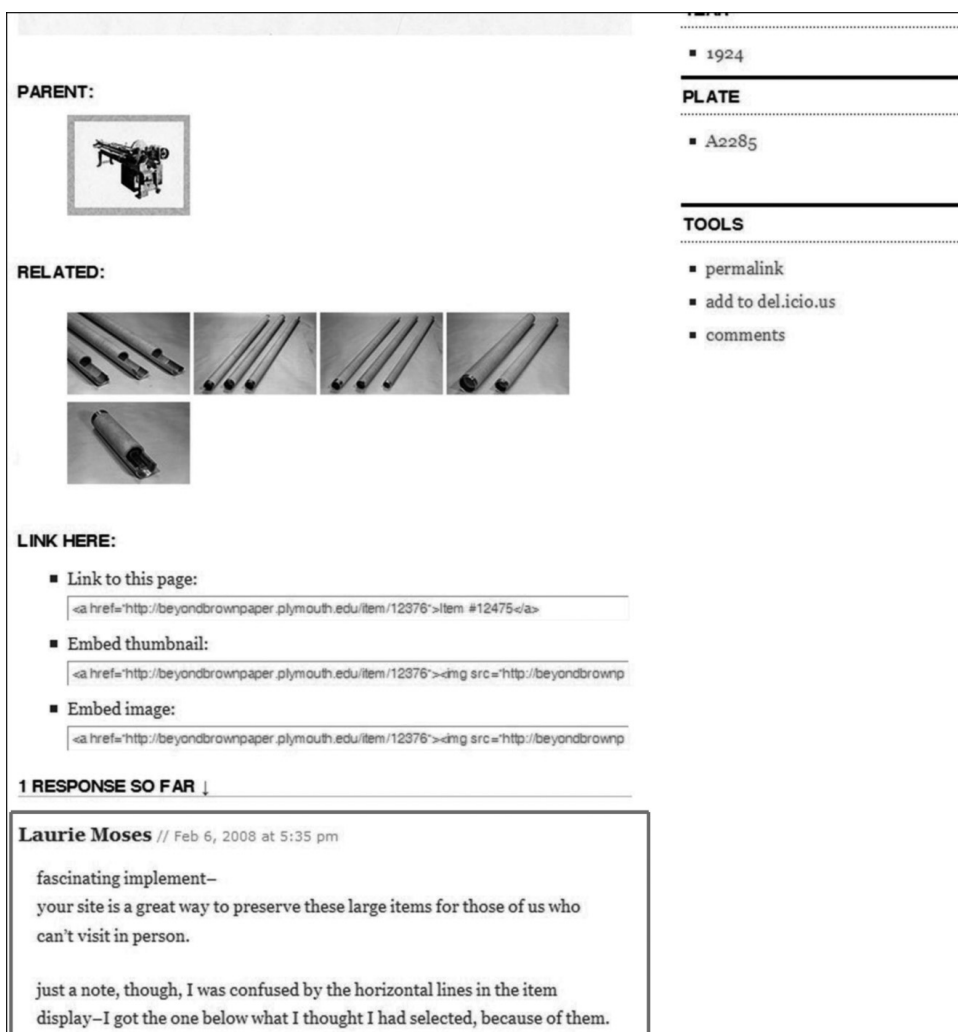 1924
PARENT:
PLATE
A2285
TOOLS
permalink
add to del.icio.us
comments
RELATED:
LINK HERE:
Link to this page:
<a href="http://beyondbrownpaper.plymouth.edu/item/12376">Item #12475</a>
Embed thumbnail:
<a href="http://beyondbrownpaper.plymouth.edu/item/12376"><img src="http://beyondbrownp
Embed image:
<a href="http://beyondbrownpaper.plymouth.edu/item/12376"><img src="http://beyondbrownp
1 RESPONSE SO FAR ↓
Laurie Moses // Feb 6, 2008 at 5:35 pm
fascinating implement–
your site is a great way to preserve these large items for those of us who
can't visit in person.
just a note, though, I was confused by the horizontal lines in the item
display–I got the one below what I thought I had selected, because of them.